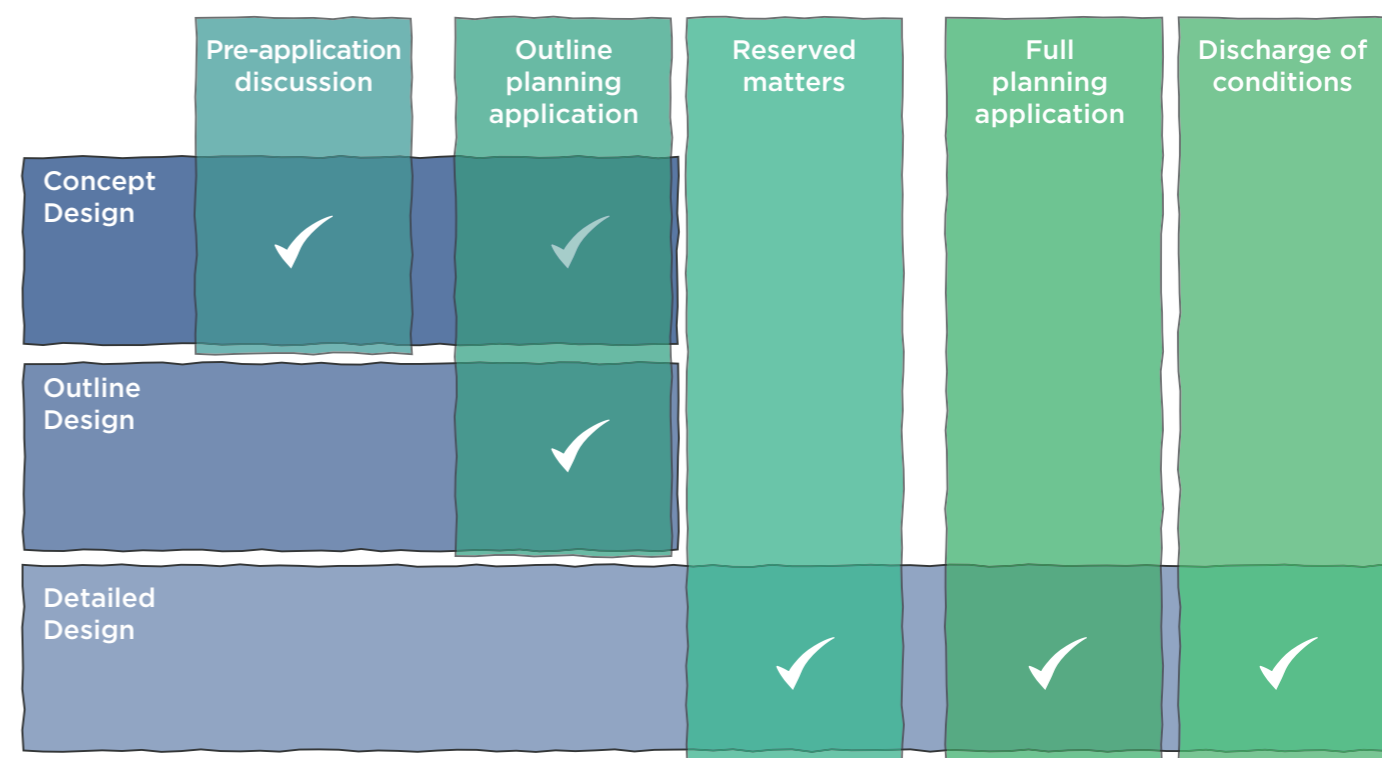 Pre-application
discussion
Outline
planning
application
Reserved
matters
Full
planning
application
Discharge of
conditions
Concept
Design
Outline
Design
Detailed
Design